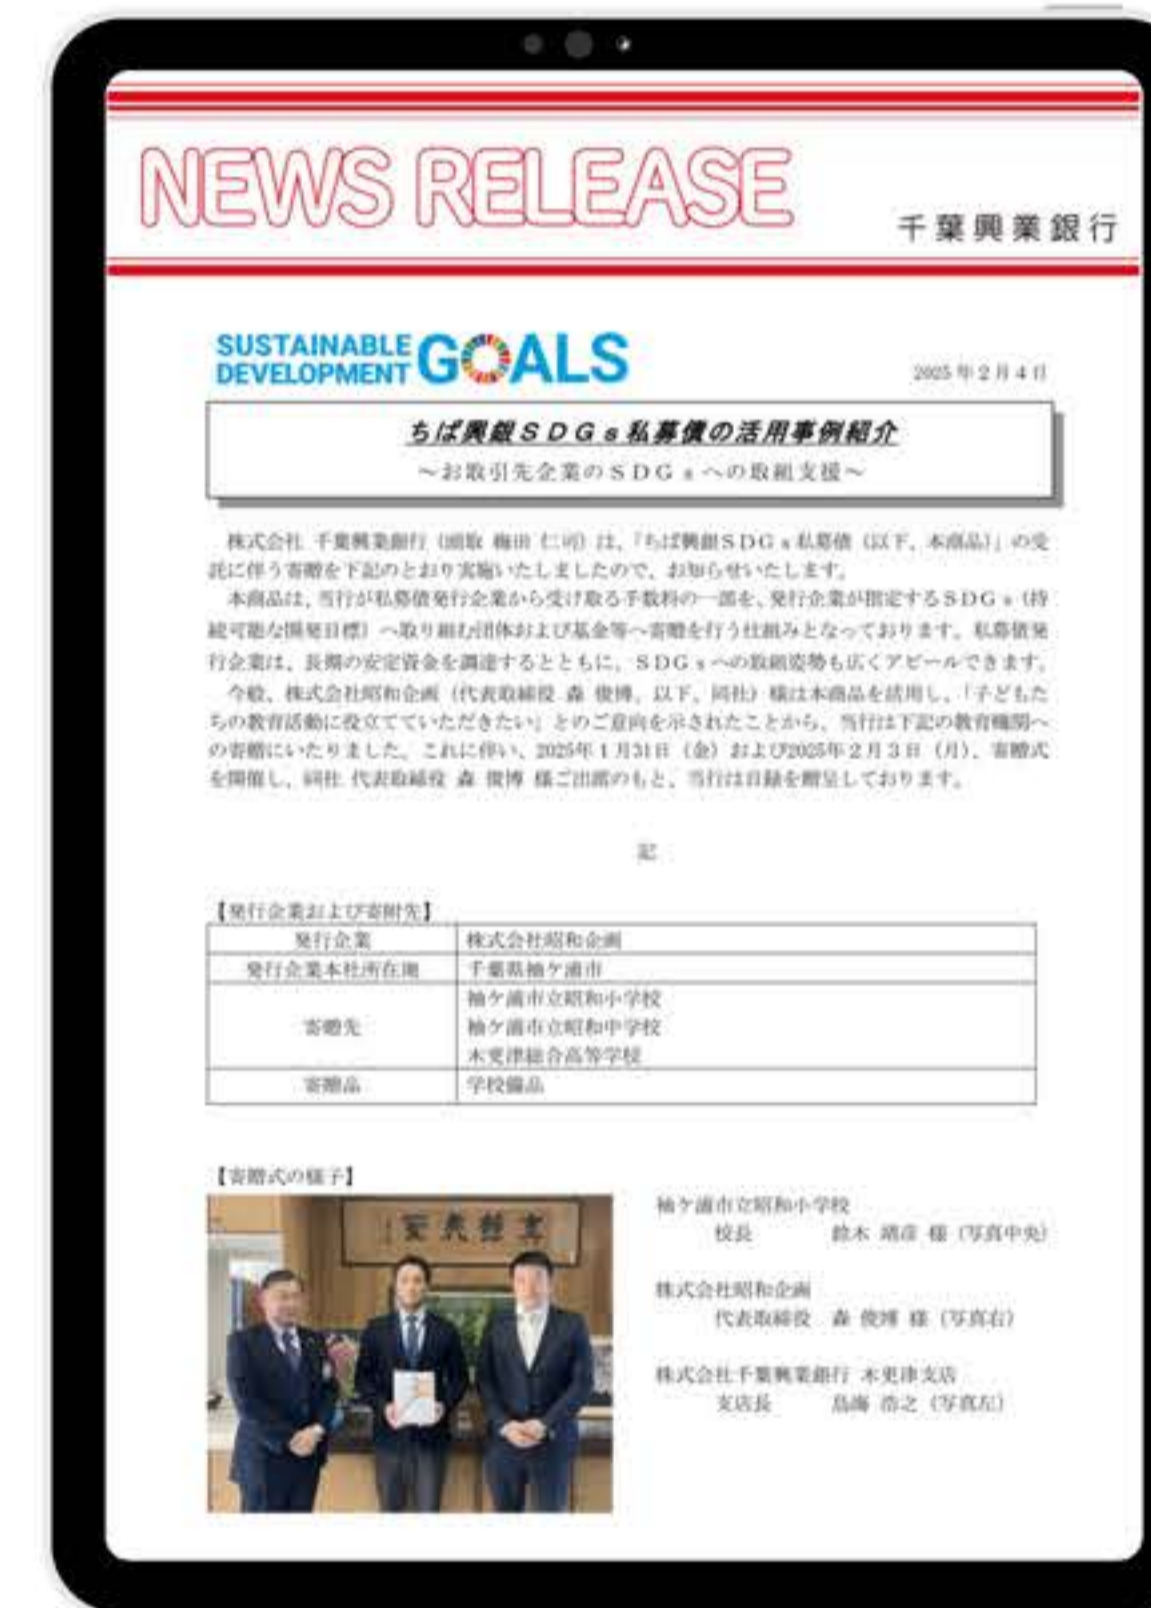 NEWS RELEASE
千葉興業銀行
SUSTAINABLE
DEVELOPMENT
GOALS
2025年2月4日
ちば興銀SDGs私募債の活用事例紹介
~お取引先企業のSDGsへの取組支援~
株式会社 千葉興業銀行(頭取 梅田 仁司)は、「ちば興銀SDGs私募債(以下、本商品)」の受
託に伴う寄贈を下記のとおり実施いたしましたので、お知らせいたします。
本商品は、当行が私募債発行企業から受け取る手数料の一部を、発行企業が指定するSDGs(持
続可能な開発目標)へ取り組む団体および基金等へ寄贈を行う仕組みとなっております。私募債発
行企業は、長期の安定資金を調達するとともに、SDGsへの取組姿勢も広くアピールできます。
今般、株式会社昭和企画(代表取締役 森 俊博、以下、同社)様は本商品を活用し、「子どもた
ちの教育活動に役立てていただきたい」とのご意向を示されたことから、当行は下記の教育機関へ
の寄贈にいたりました。これに伴い、2025年1月31日(金)および2025年2月3日(月)、寄贈式
を開催し、同社 代表取締役 森 俊博 様ご出席のもと、当行は目録を贈呈しております。
記
【発行企業および寄附先】
発行企業 株式会社昭和企画
発行企業本社所在地 千葉県袖ケ浦市
寄贈先 袖ケ浦市立昭和小学校
袖ケ浦市立昭和中学校
木更津総合高等学校
寄贈品 学校備品
【寄贈式の様子】
袖ケ浦市立昭和小学校
校長 鈴木 靖彦 様(写真中央)
株式会社昭和企画
代表取締役 森 俊博 様(写真右)
株式会社千葉興業銀行 木更津支店
支店長 鳥海 浩之(写真左)